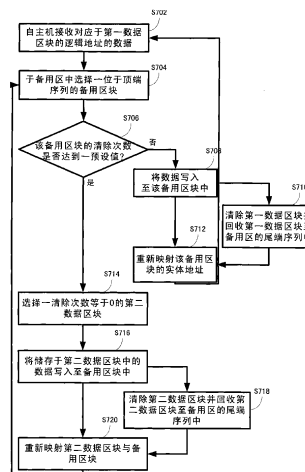 S702
自主机接收对应于第一数据
区块的逻辑地址的数据
S704
于备用区中选择一位于顶端
序列的备用区块
S706
该备用区块的清除次数
是否达到一预设值?
否
是
S708
将数据写入
至该备用区块中
S710
清除第一数据区块并
回收第一数据区块至
备用区的尾端序列中
S712
重新映射该备用区
块的实体地址
S714
选择一清除次数等于0的第二
数据区块
S716
将储存于第二数据区块中的
数据写入至备用区块中
S718
清除第二数据区块并回收第
二数据区块至备用区的尾端
序列中
S720
重新映射第二数据区块与备
用区块